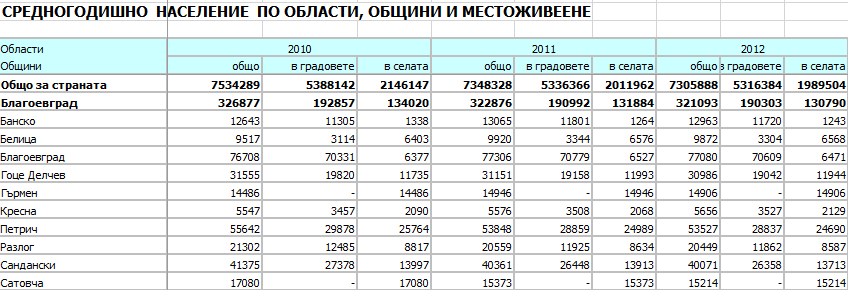 СРЕДНОГОДИШНО НАСЕЛЕНИЕ ПО ОБЛАСТИ, ОБЩИНИ И МЕСТОЖИВЕЕНЕ
Области 2010 2011 2012
Общини общо в градовете в селата общо в градовете в селата общо в градовете в селата
Общо за страната 7534289 5388142 2146147 7348328 5336366 2011962 7305888 5316384 1989504
Благоевград 326877 192857 134020 322876 190992 131884 321093 190303 130790
Банско 12643 11305 1338 13065 11801 1264 12963 11720 1243
Белица 9517 3114 6403 9920 3344 6576 9872 3304 6568
Благоевград 76708 70331 6377 77306 70779 6527 77080 70609 6471
Гоце Делчев 31555 19820 11735 31151 19158 11993 30986 19042 11944
Гърмен 14486 - 14486 14946 - 14946 14906 - 14906
Кресна 5547 3457 2090 5576 3508 2068 5656 3527 2129
Петрич 55642 29878 25764 53848 28859 24989 53527 28837 24690
Разлог 21302 12485 8817 20559 11925 8634 20449 11862 8587
Сандански 41375 27378 13997 40361 26448 13913 40071 26358 13713
Сатовча 17080 - 17080 15373 - 15373 15214 - 15214